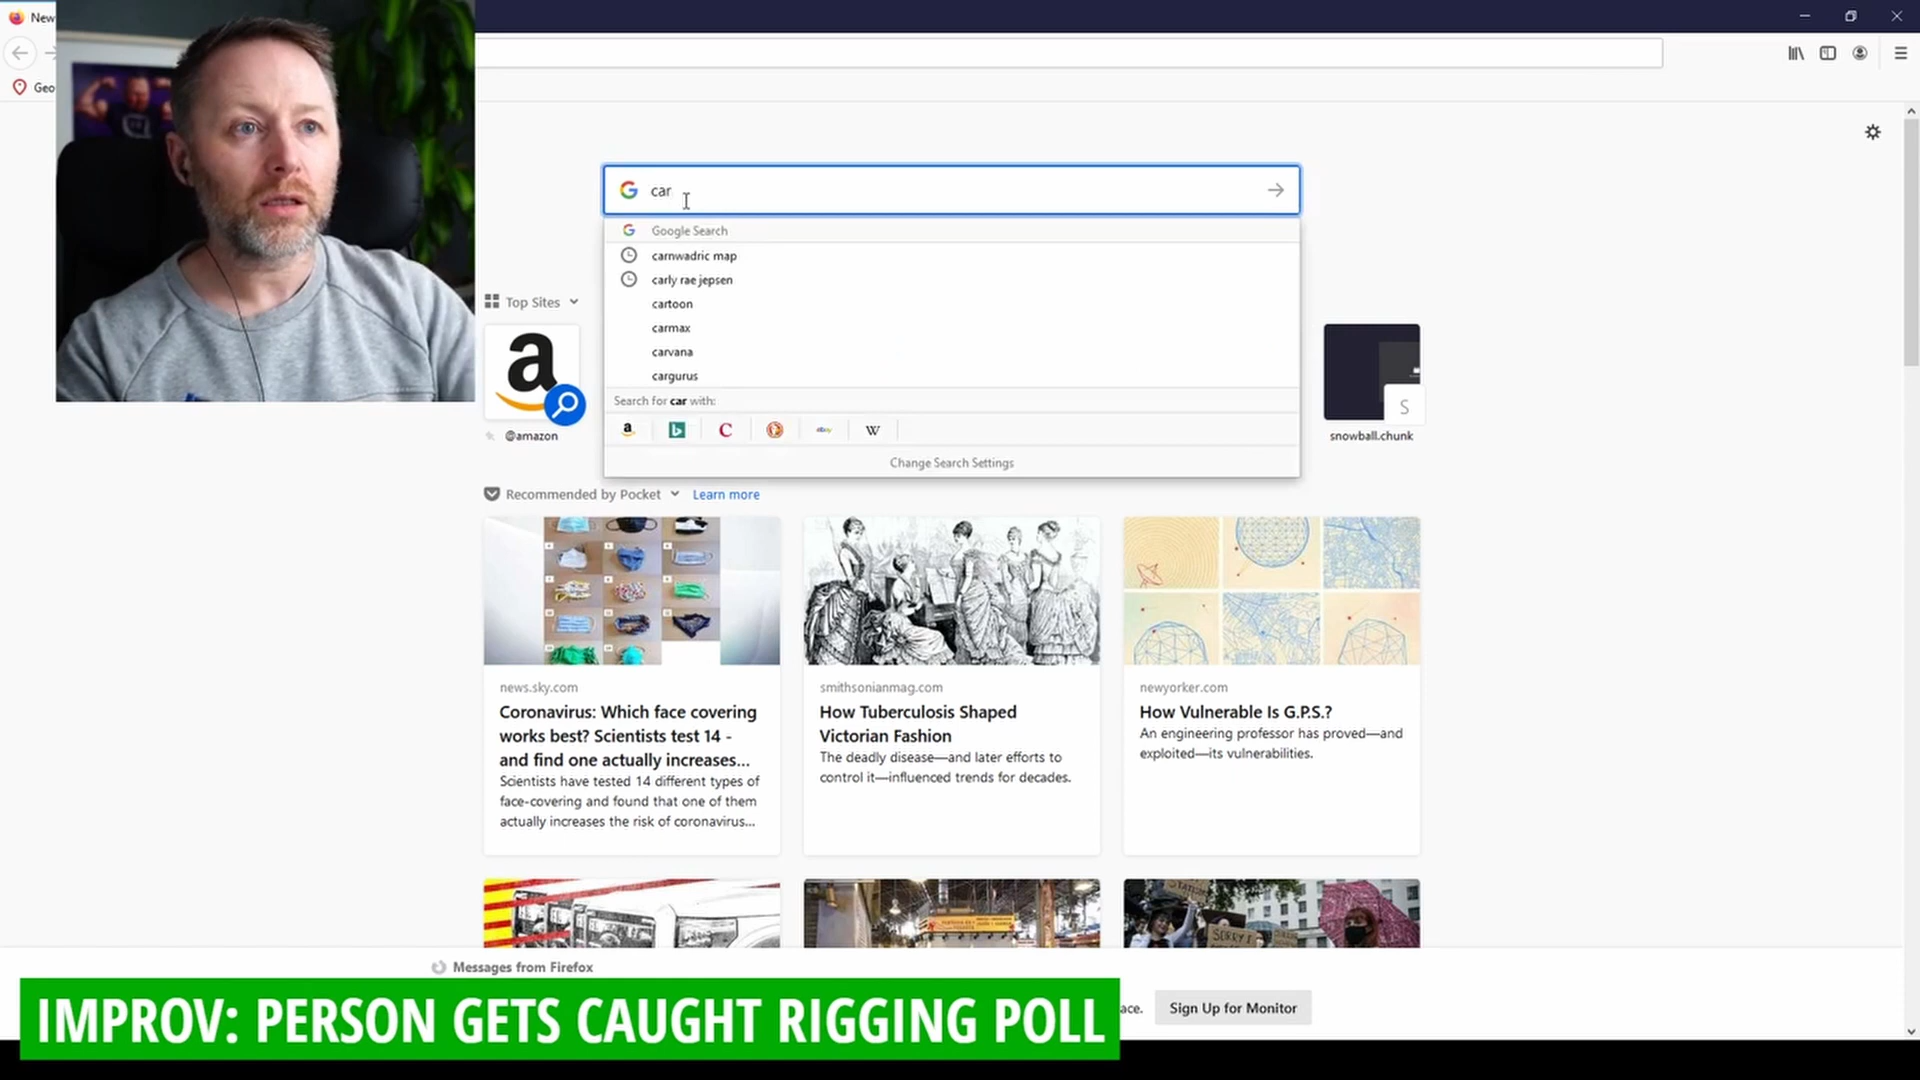 New
Geo
car
Google Search
carnwadric map
carly rae jepsen
cartoon
carmax
carvana
cargurus
Search for car with:
Change Search Settings
Top Sites
@amazon
S
snowball.chunk
Recommended by Pocket
Learn more
news.sky.com
Coronavirus: Which face covering
works best? Scientists test 14 -
and find one actually increases...
Scientists have tested 14 different types of
face-covering and found that one of them
actually increases the risk of coronavirus...
smithsonianmag.com
How Tuberculosis Shaped
Victorian Fashion
The deadly disease—and later efforts to
control it—influenced trends for decades.
newyorker.com
How Vulnerable Is G.P.S.?
An engineering professor has proved—and
exploited—its vulnerabilities.
SORRY I
Messages from Firefox
ace.
Sign Up for Monitor
IMPROV: PERSON GETS CAUGHT RIGGING POLL